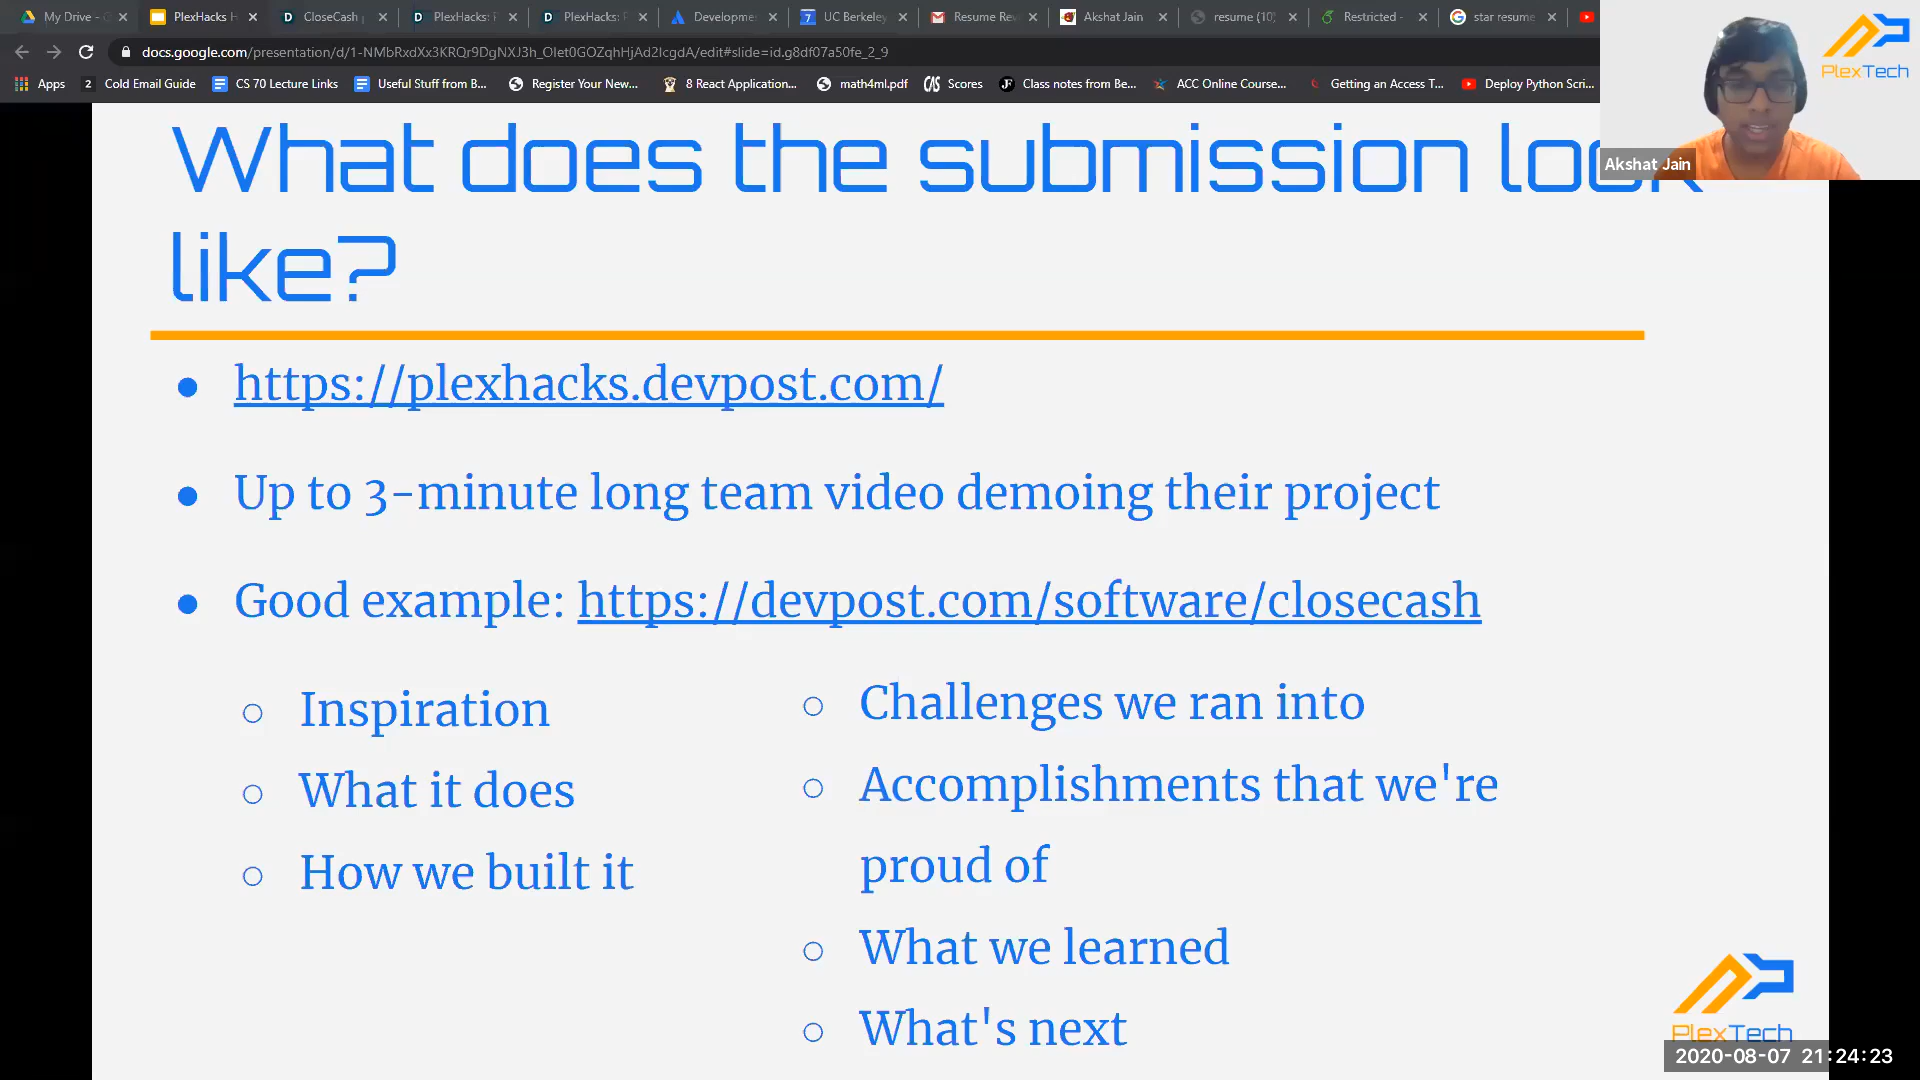 My Drive - G
PlexHacks H
CloseCash
PlexHacks:
PlexHacks:
Developme
7
UC Berkeley
Resume Re
Akshat Jain
resume (10)
Restricted -
star resume
docs.google.com/presentation/d/1-NMbRxdXx3KRQr9DgNXJ3h_OIet0GOZqhHjAd2lcgdA/edit#slide=id.g8df07a50fe_2_9
Apps
2 Cold Email Guide
CS 70 Lecture Links
Useful Stuff from B...
Register Your New...
8 React Application...
math4ml.pdf
Scores
Class notes from Be...
ACC Online Course...
Getting an Access T...
Deploy Python Scri...
PlexTech
Akshat Jain
What does the submission look
like?
https://plexhacks.devpost.com/
Up to 3-minute long team video demoing their project
Good example: https://devpost.com/software/closecash
Inspiration
What it does
How we built it
Challenges we ran into
Accomplishments that we're
proud of
What we learned
What's next
PlexTech
2020-08-07 21:24:23